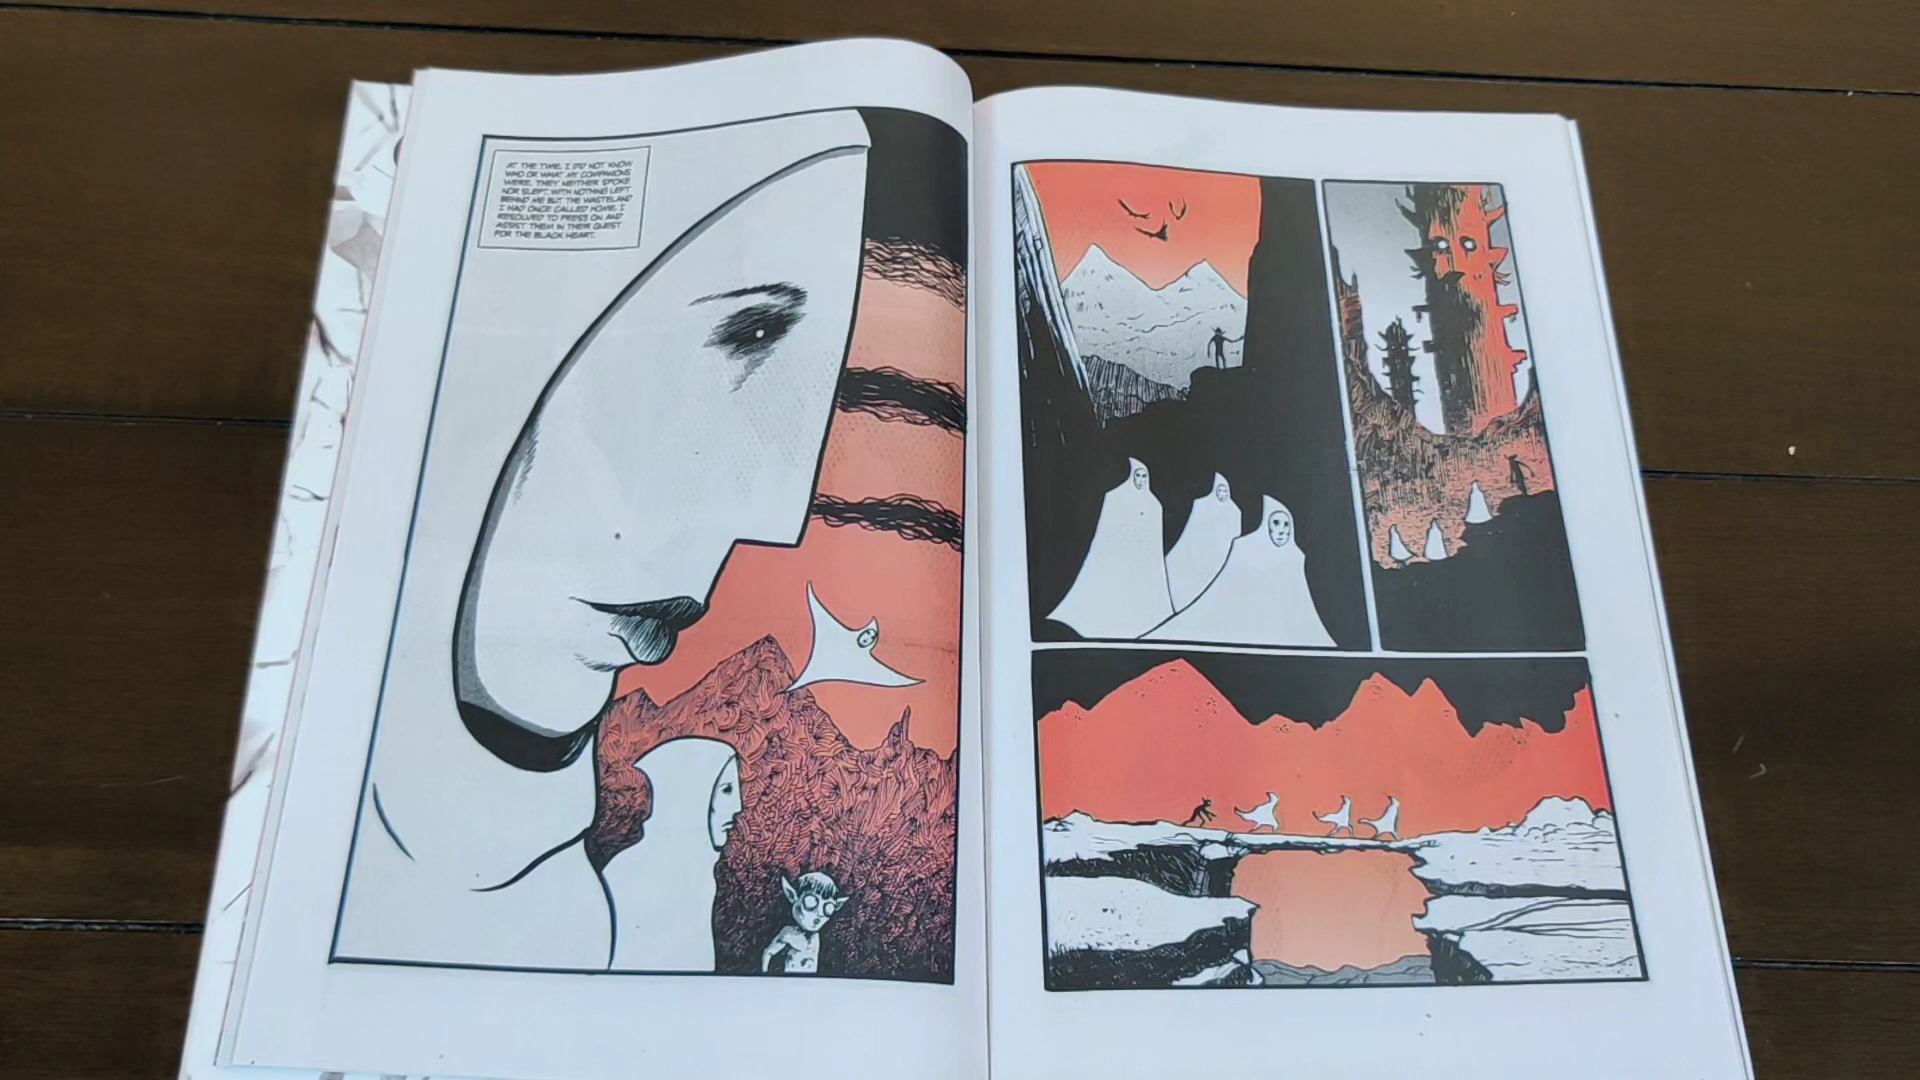 AT THE TIME, I DID NOT KNOW
WHO OR WHAT MY COMPANIONS
WERE. THEY NEITHER SPOKE
NOR SLEPT. WITH NOTHING LEFT
BEHIND ME BUT THE WASTELAND
I HAD ONCE CALLED HOME, I
RESOLVED TO PRESS ON AND
ASSIST THEM IN THEIR QUEST
FOR THE BLACK HEART.